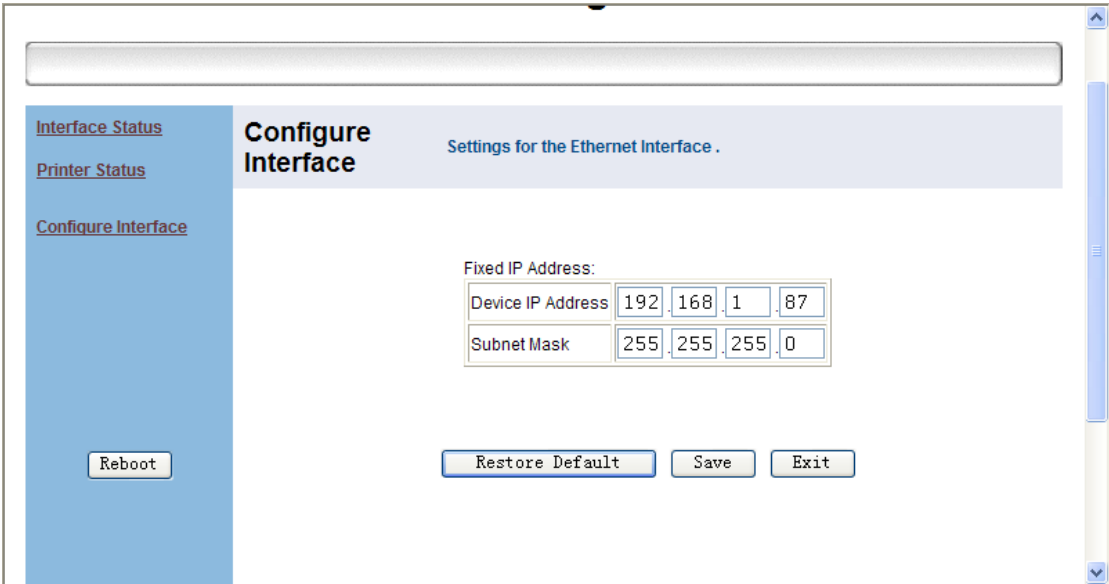 Interface Status
Printer Status
Configure Interface
Reboot
Configure
Interface
Settings for the Ethernet Interface .
Fixed IP Address:
Device IP Address 192 . 168 . 1 . 87
Subnet Mask 255 . 255 . 255 . 0
Restore Default Save Exit